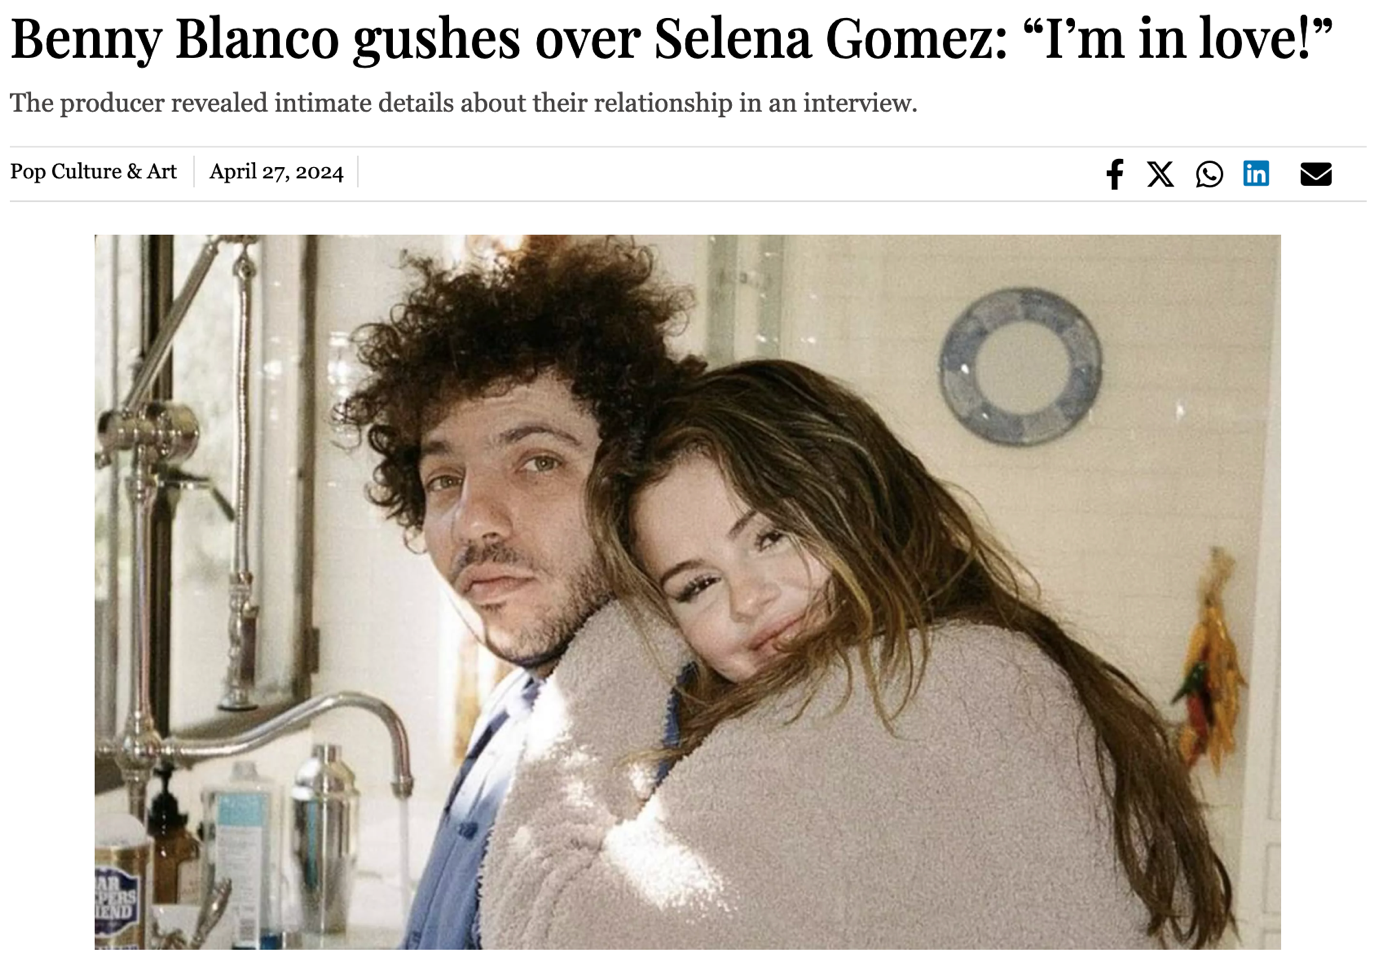 Benny Blanco gushes over Selena Gomez: “I’m in love!”
The producer revealed intimate details about their relationship in an interview.
Pop Culture & Art
April 27, 2024
in